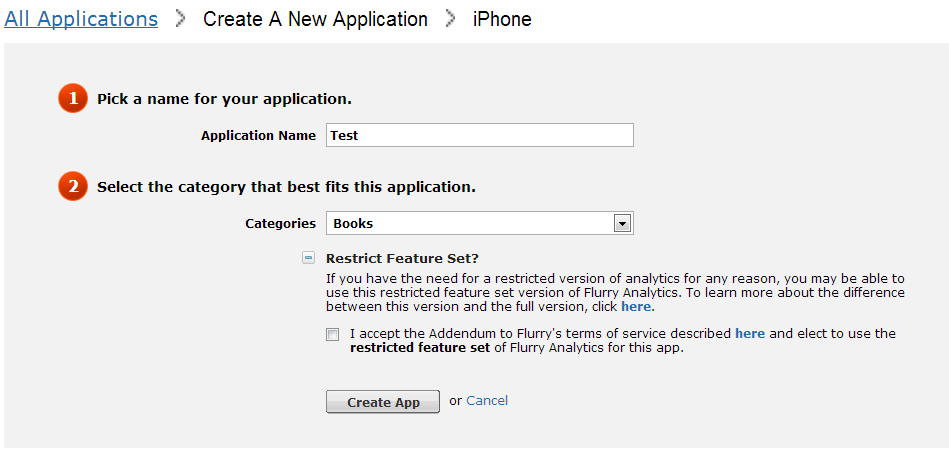 All Applications > Create A New Application > iPhone
1 Pick a name for your application.
Application Name Test
2 Select the category that best fits this application.
Categories Books
Restrict Feature Set?
If you have the need for a restricted version of analytics for any reason, you may be able to
use this restricted feature set version of Flurry Analytics. To learn more about the difference
between this version and the full version, click here.
I accept the Addendum to Flurry's terms of service described here and elect to use the
restricted feature set of Flurry Analytics for this app.
Create App or Cancel